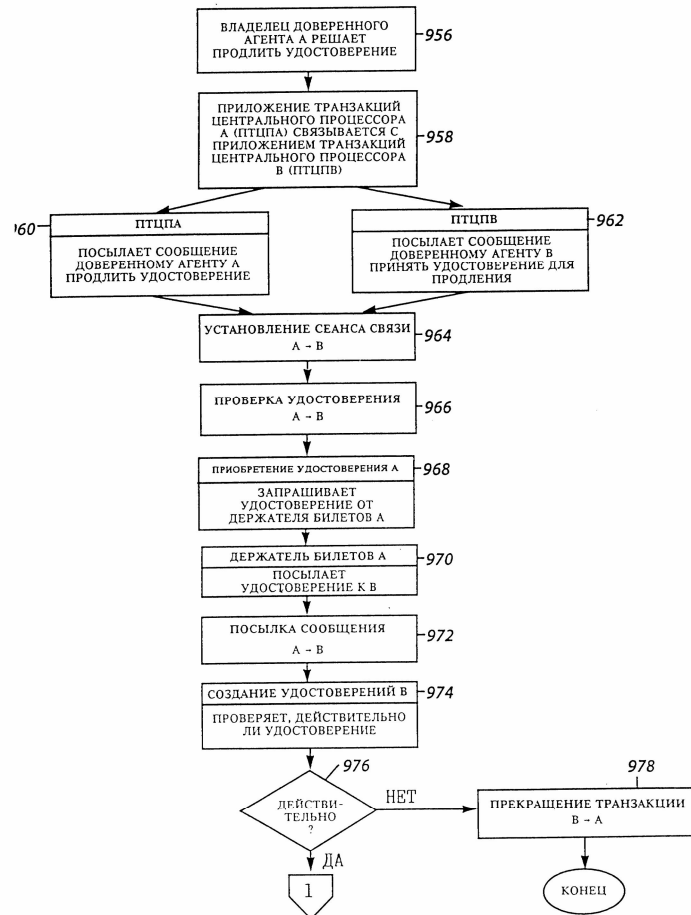 ВЛАДЕЛЕЦ ДОВЕРЕННОГО
АГЕНТА А РЕШАЕТ
ПРОДЛИТЬ УДОСТОВЕРЕНИЕ
956
ПРИЛОЖЕНИЕ ТРАНЗАКЦИЙ
ЦЕНТРАЛЬНОГО ПРОЦЕССОРА
А (ПТЦПА) СВЯЗЫВАЕТСЯ С
ПРИЛОЖЕНИЕМ ТРАНЗАКЦИЙ
ЦЕНТРАЛЬНОГО ПРОЦЕССОРА
В (ПТЦПВ)
958
960
ПТЦПА
ПОСЫЛАЕТ СООБЩЕНИЕ
ДОВЕРЕННОМУ АГЕНТУ А
ПРОДЛИТЬ УДОСТОВЕРЕНИЕ
ПТЦПВ
962
ПОСЫЛАЕТ СООБЩЕНИЕ
ДОВЕРЕННОМУ АГЕНТУ В
ПРИНЯТЬ УДОСТОВЕРЕНИЕ ДЛЯ
ПРОДЛЕНИЯ
УСТАНОВЛЕНИЕ СЕАНСА СВЯЗИ
А - В
964
ПРОВЕРКА УДОСТОВЕРЕНИЯ
А - В
966
ПРИОБРЕТЕНИЕ УДОСТОВЕРЕНИЯ А
968
ЗАПРАШИВАЕТ
УДОСТОВЕРЕНИЕ ОТ
ДЕРЖАТЕЛЯ БИЛЕТОВ А
ДЕРЖАТЕЛЬ БИЛЕТОВ А
970
ПОСЫЛАЕТ
УДОСТОВЕРЕНИЕ К В
ПОСЫЛКА СООБЩЕНИЯ
А - В
972
СОЗДАНИЕ УДОСТОВЕРЕНИЙ В
974
ПРОВЕРЯЕТ, ДЕЙСТВИТЕЛЬНО
ЛИ УДОСТОВЕРЕНИЕ
976
ДЕЙСТВИ-
ТЕЛЬНО
?
НЕТ
978
ПРЕКРАЩЕНИЕ ТРАНЗАКЦИИ
В - А
ДА
1
КОНЕЦ